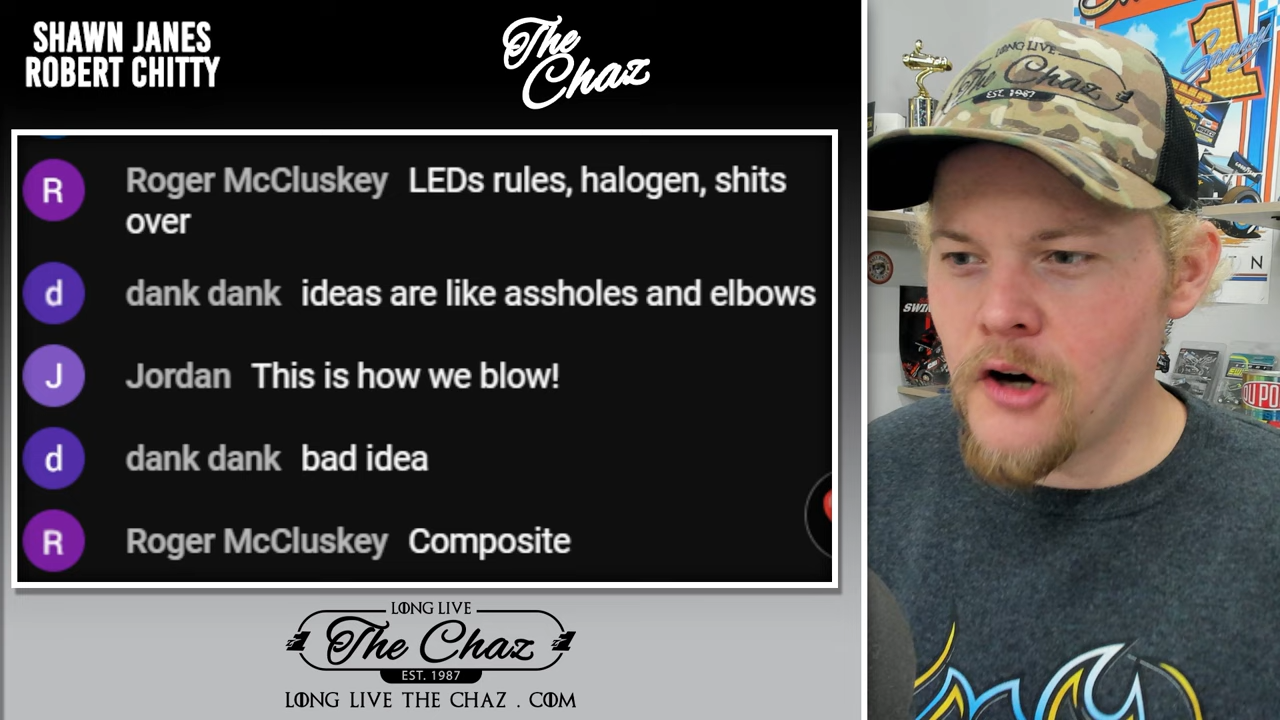 SHAWN JANES
ROBERT CHITTY
The
Chaz
R
Roger McCluskey LEDs rules, halogen, shits
over
d
dank dank ideas are like assholes and elbows
J
Jordan This is how we blow!
d
dank dank bad idea
R
Roger McCluskey Composite
LONG LIVE
The Chaz
EST. 1987
LONG LIVE THE CHAZ . COM
LONG LIVE
The Chaz
EST. 1987
1
Sammy